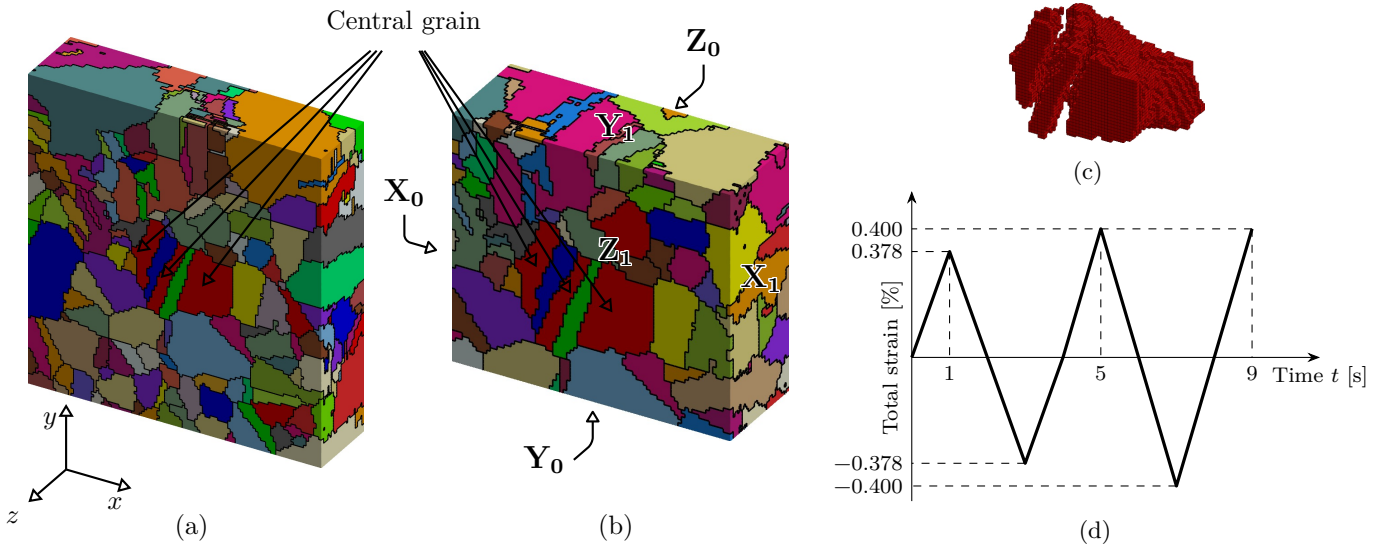 Central grain
Z₀
Y₁
X₀
Z₁
X₁
Y₀
y
x
z
(a)
(b)
(c)
0.400
0.378
Total strain [%]
1
5
9
Time t [s]
−0.378
−0.400
(d)